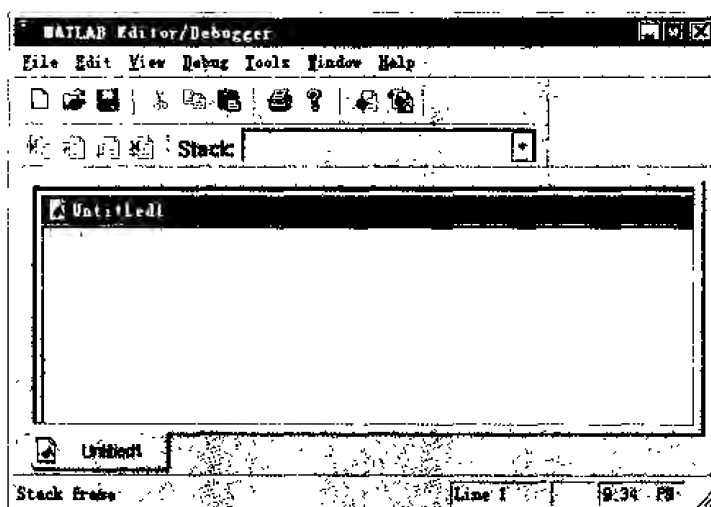 MATLAB Editor/Debugger
File Edit View Debug Tools Window Help
Stack:
Untitled1
Untitled1
Stack frame Line 1 9:34 PM